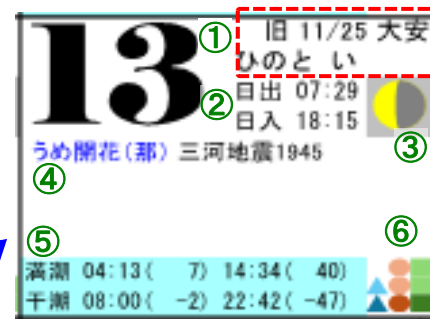 13
① 旧 11/25 大安
ひのと い
② 日出 07:29
日入 18:15
③
うめ開花(那) 三河地震1945
④
⑤ ⑥
満潮 04:13( 7) 14:34( 40)
干潮 08:00( -2) 22:42( -47)